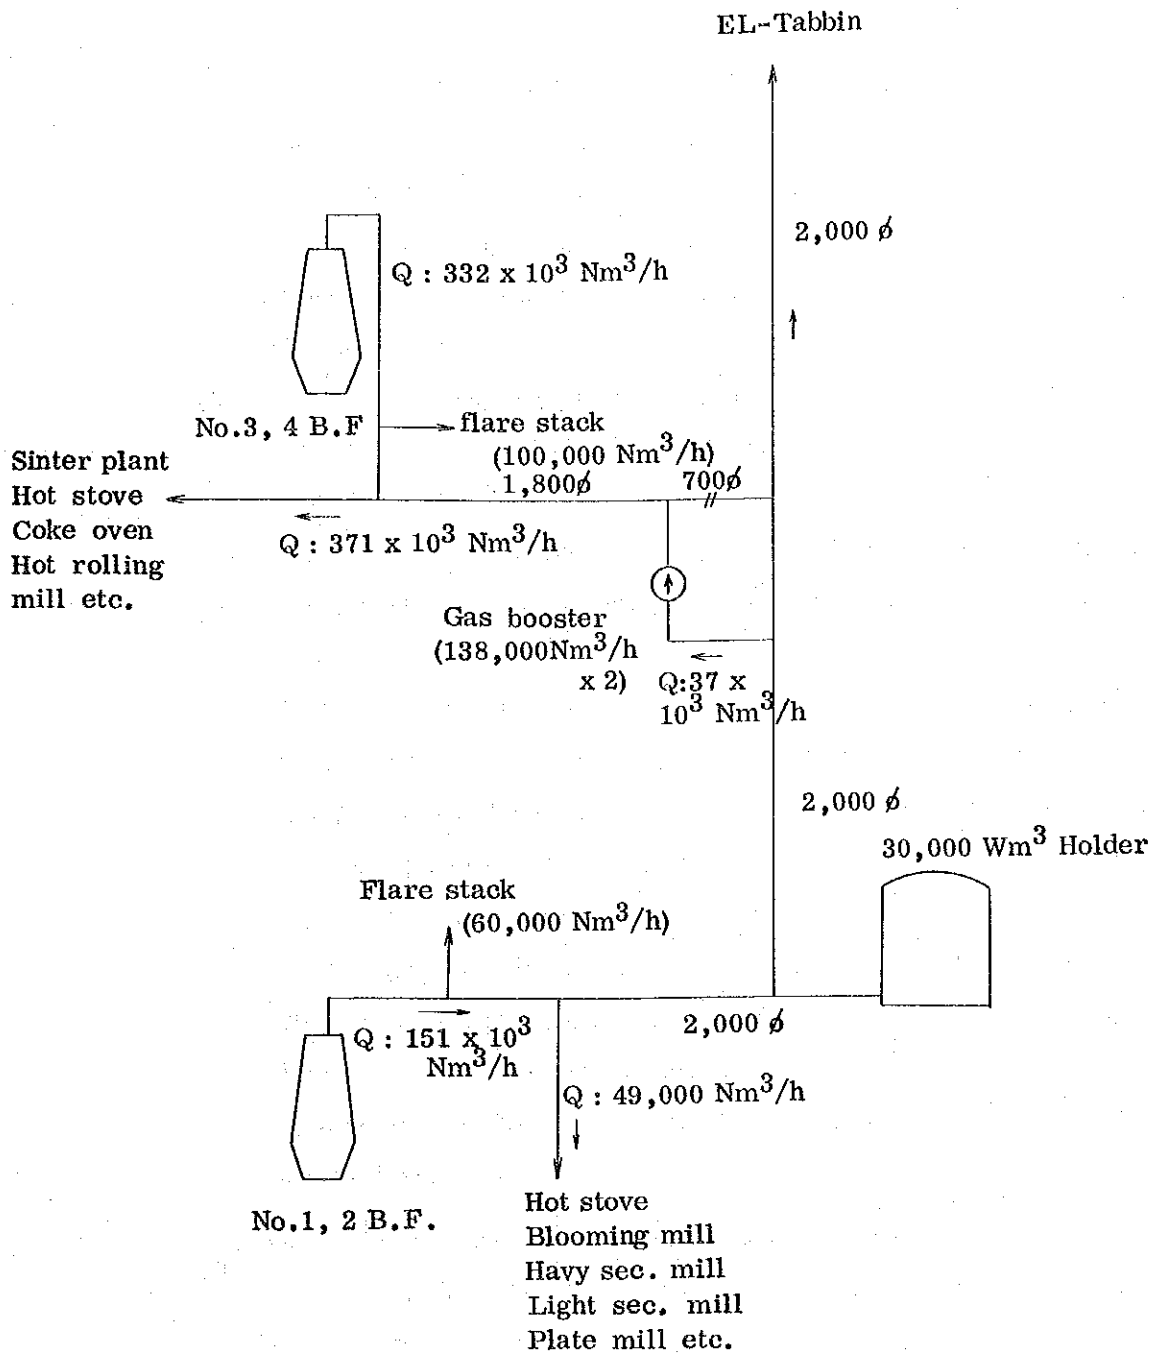 EL-Tabbin
2,000 ϕ
Q : 332 x 10³ Nm³/h
No.3, 4 B.F
flare stack
(100,000 Nm³/h)
1,800ϕ
700ϕ
Sinter plant
Hot stove
Coke oven
Hot rolling
mill etc.
Q : 371 x 10³ Nm³/h
Gas booster
(138,000Nm³/h
x 2)
Q:37 x
10³ Nm³/h
2,000 ϕ
30,000 Wm³ Holder
Flare stack
(60,000 Nm³/h)
Q : 151 x 10³
Nm³/h
2,000 ϕ
Q : 49,000 Nm³/h
No.1, 2 B.F.
Hot stove
Blooming mill
Havy sec. mill
Light sec. mill
Plate mill etc.